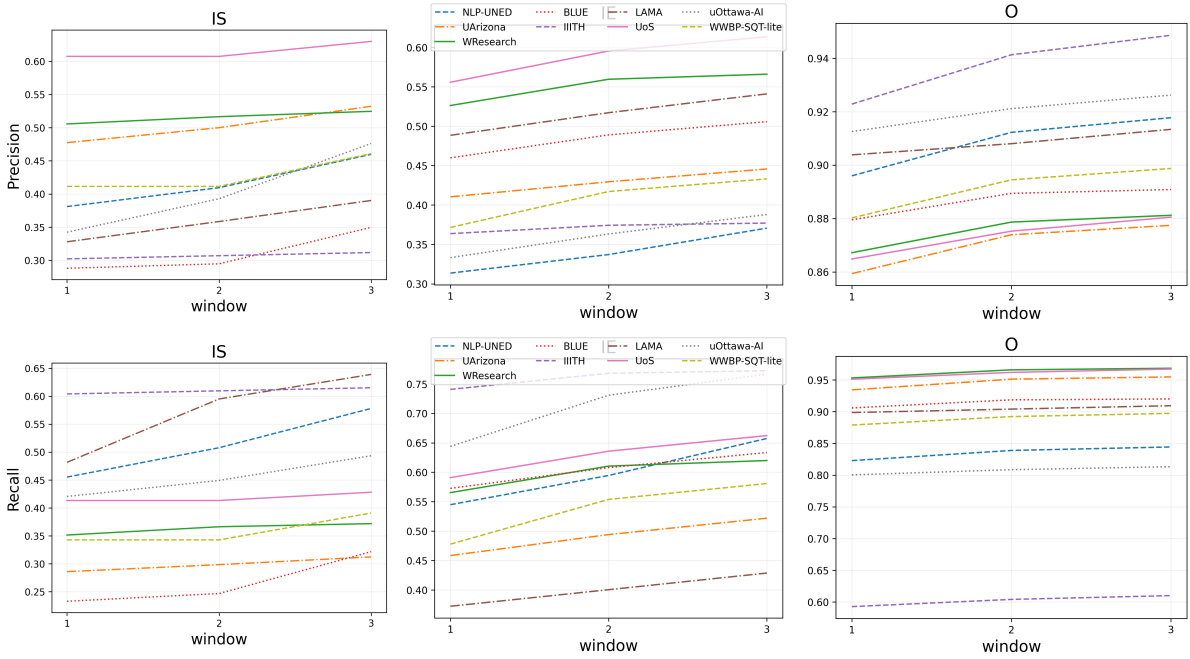 IS
Precision
0.60
0.55
0.50
0.45
0.40
0.35
0.30
1 2 3
window
IE
NLP-UNED BLUE LAMA uOttawa-AI
UArizona IIITH UoS WWBP-SQT-lite
WResearch
0.60
0.55
0.50
0.45
0.40
0.35
0.30
1 2 3
window
O
0.94
0.92
0.90
0.88
0.86
1 2 3
window
IS
Recall
0.65
0.60
0.55
0.50
0.45
0.40
0.35
0.30
0.25
1 2 3
window
IE
NLP-UNED BLUE LAMA uOttawa-AI
UArizona IIITH UoS WWBP-SQT-lite
WResearch
0.75
0.70
0.65
0.60
0.55
0.50
0.45
0.40
1 2 3
window
O
0.95
0.90
0.85
0.80
0.75
0.70
0.65
0.60
1 2 3
window